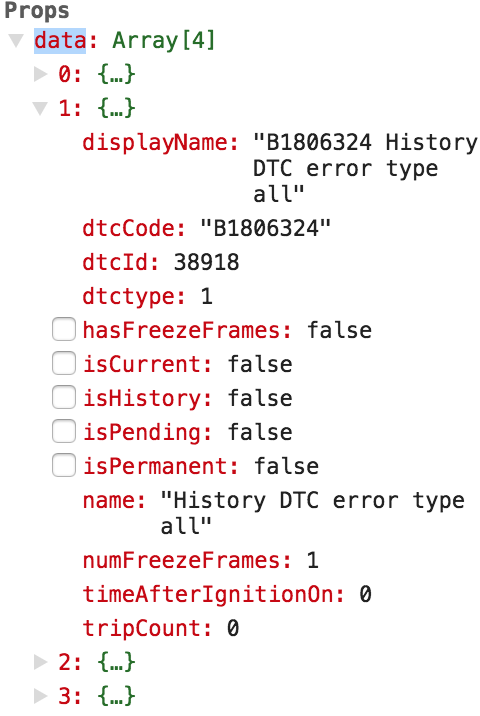 Props
data: Array[4]
0: {…}
1: {…}
displayName: "B1806324 History
DTC error type
all"
dtcCode: "B1806324"
dtcId: 38918
dtctype: 1
hasFreezeFrames: false
isCurrent: false
isHistory: false
isPending: false
isPermanent: false
name: "History DTC error type
all"
numFreezeFrames: 1
timeAfterIgnitionOn: 0
tripCount: 0
2: {…}
3: {…}